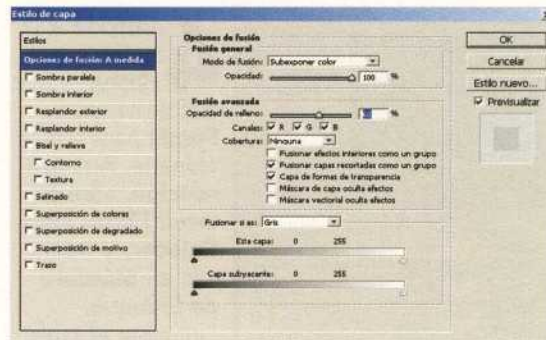 Estilo de capa
Estilos
Opciones de fusión: A medida
Sombra paralela
Sombra interior
Resplandor exterior
Resplandor interior
Bisel y relieve
Contorno
Textura
Satinado
Superposición de colores
Superposición de degradado
Superposición de motivo
Trazo
Opciones de fusión
Fusión general
Modo de fusión: Subexponer color
Opacidad: 100 %
Fusión avanzada
Opacidad de relleno: %
Canales: R G B
Cobertura: Ninguna
Fusionar efectos interiores como un grupo
Fusionar capas recortadas como un grupo
Capa de formas de transparencia
Máscara de capa oculta efectos
Máscara vectorial oculta efectos
Fusionar si es: Gris
Esta capa: 0 255
Capa subyacente: 0 255
OK
Cancelar
Estilo nuevo...
Previsualizar